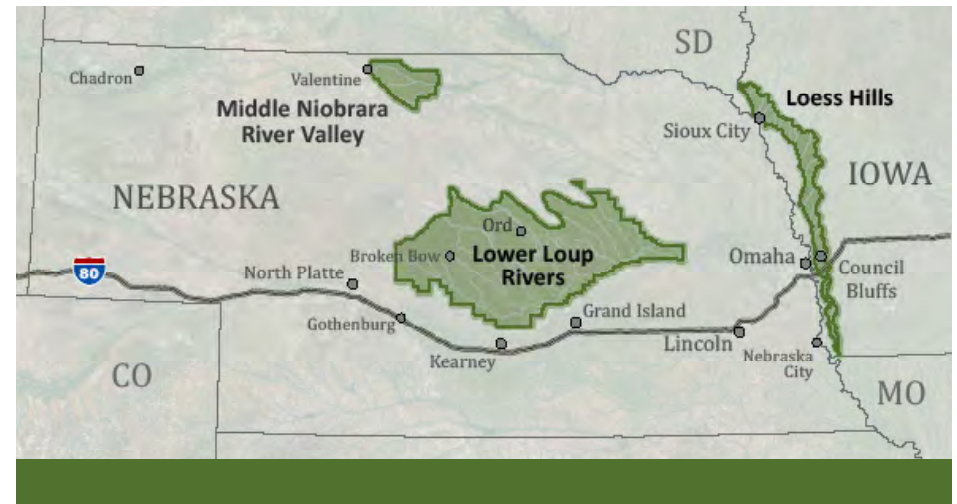 SD
Chadron
Valentine
Middle Niobrara
River Valley
Loess Hills
Sioux City
IOWA
NEBRASKA
Ord
Broken Bow
Lower Loup
Rivers
Omaha
Council
Bluffs
80
North Platte
Gothenburg
Grand Island
Kearney
Lincoln
Nebraska
City
CO
MO